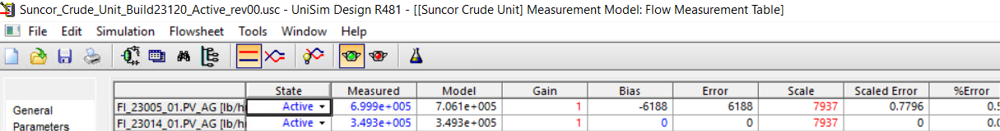 Suncor_Crude_Unit_Build23120_Active_rev00.usc - UniSim Design R481 - [[Suncor Crude Unit] Measurement Model: Flow Measurement Table]
File Edit Simulation Flowsheet Tools Window Help
State Measured Model Gain Bias Error Scale Scaled Error %Error
General FI_23005_01.PV_AG [lb/h Active 6.999e+005 7.061e+005 1 -6188 6188 7937 0.7796 0.5
Parameters FI_23014_01.PV_AG [lb/h Active 3.493e+005 3.493e+005 1 0 0 7937 0 0.0